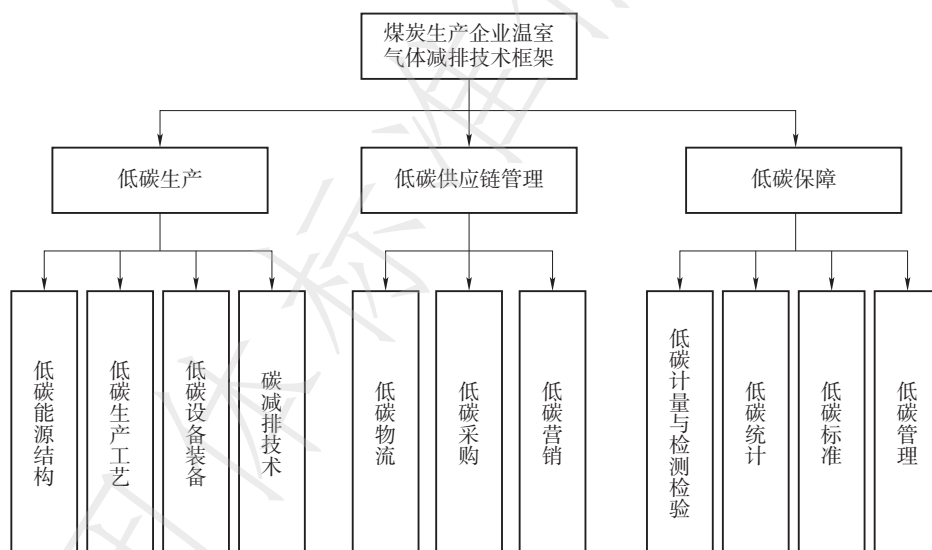 煤炭生产企业温室
气体减排技术框架
低碳生产
低碳供应链管理
低碳保障
低碳能源结构
低碳生产工艺
低碳设备装备
碳减排技术
低碳物流
低碳采购
低碳营销
低碳计量与检测检验
低碳统计
低碳标准
低碳管理
团体标准